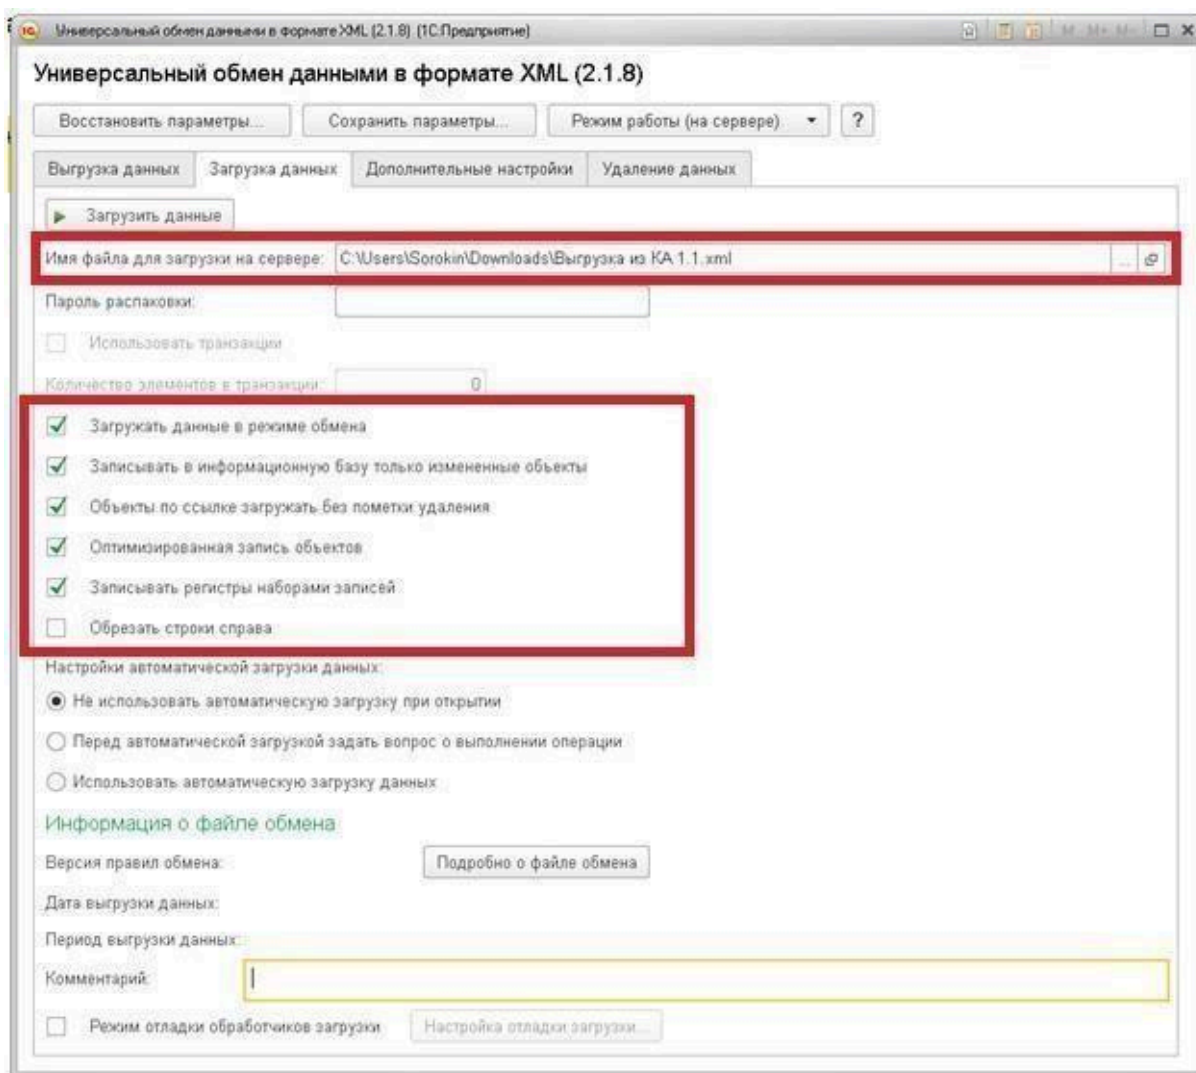 Универсальный обмен данными в формате XML (2.1.8) (1С:Предприятие)
M M+ M-
Универсальный обмен данными в формате XML (2.1.8)
Восстановить параметры... Сохранить параметры... Режим работы (на сервере) ?
Выгрузка данных Загрузка данных Дополнительные настройки Удаление данных
Загрузить данные
Имя файла для загрузки на сервере: C:\Users\Sorokin\Downloads\Выгрузка из КА 1.1.xml ...
Пароль распаковки:
Использовать транзакции
Количество элементов в транзакции: 0
Загружать данные в режиме обмена
Записывать в информационную базу только измененные объекты
Объекты по ссылке загружать без пометки удаления
Оптимизированная запись объектов
Записывать регистры наборами записей
Обрезать строки справа
Настройки автоматической загрузки данных:
Не использовать автоматическую загрузку при открытии
Перед автоматической загрузкой задать вопрос о выполнении операции
Использовать автоматическую загрузку данных
Информация о файле обмена
Версия правил обмена: Подробно о файле обмена
Дата выгрузки данных:
Период выгрузки данных:
Комментарий:
Режим отладки обработчиков загрузки Настройка отладки загрузки...